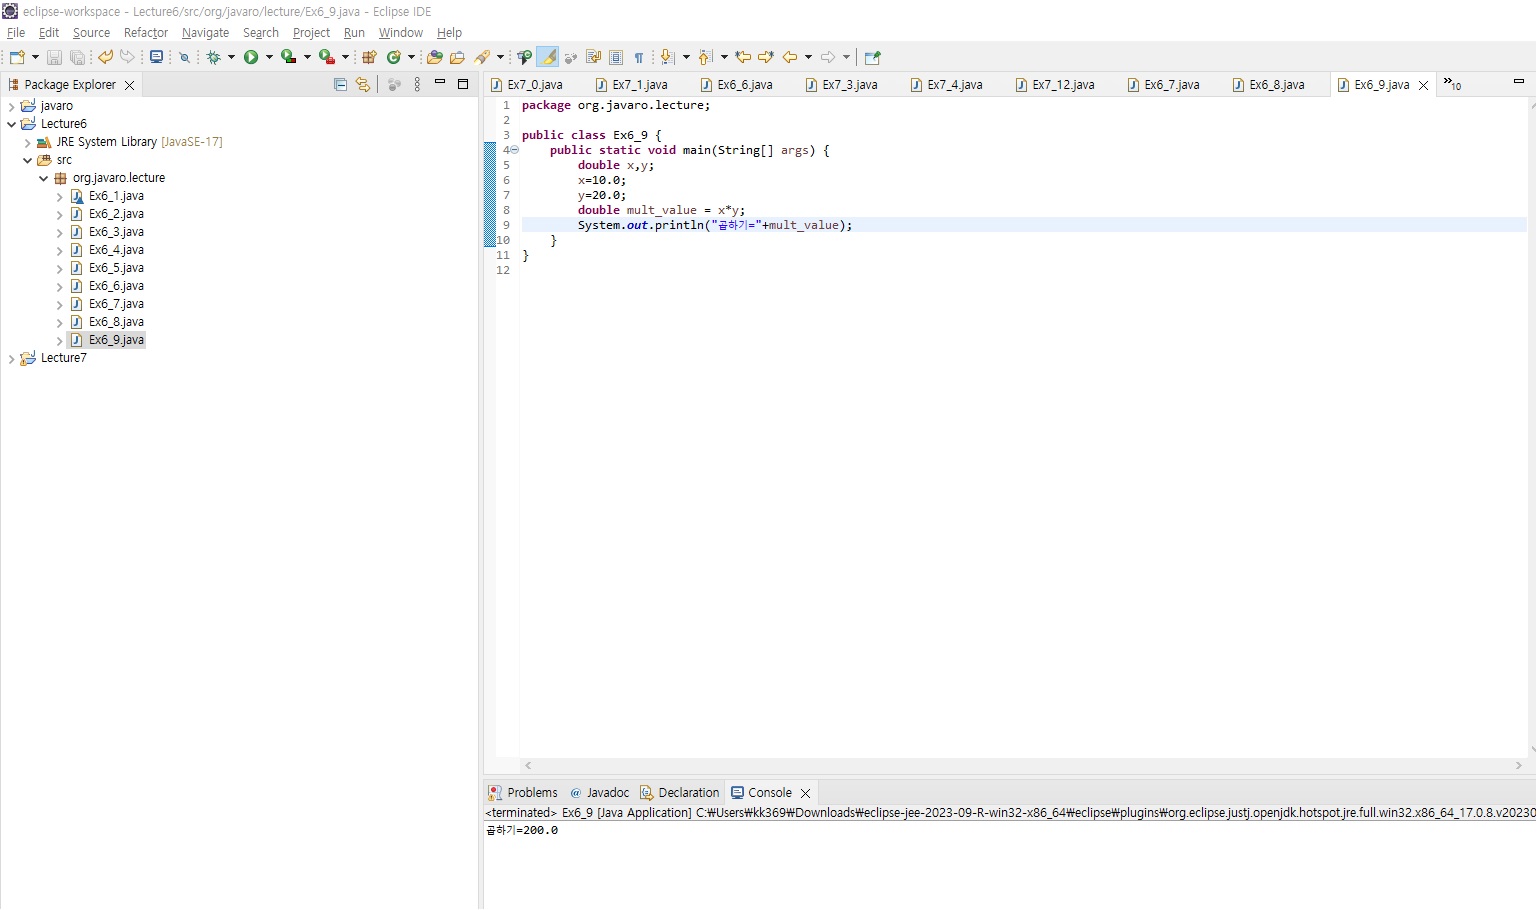 eclipse-workspace - Lecture6/src/org/javaro/lecture/Ex6_9.java - Eclipse IDE
File Edit Source Refactor Navigate Search Project Run Window Help
Package Explorer
javaro
Lecture6
JRE System Library [JavaSE-17]
src
org.javaro.lecture
Ex6_1.java
Ex6_2.java
Ex6_3.java
Ex6_4.java
Ex6_5.java
Ex6_6.java
Ex6_7.java
Ex6_8.java
Ex6_9.java
Lecture7
Ex7_0.java Ex7_1.java Ex6_6.java Ex7_3.java Ex7_4.java Ex7_12.java Ex6_7.java Ex6_8.java Ex6_9.java »10
1 package org.javaro.lecture;
2
3 public class Ex6_9 {
4 public static void main(String[] args) {
5 double x,y;
6 x=10.0;
7 y=20.0;
8 double mult_value = x*y;
9 System.out.println("곱하기="+mult_value);
10 }
11 }
12
Problems @ Javadoc Declaration Console
<terminated> Ex6_9 [Java Application] C:₩Users₩kk369₩Downloads₩eclipse-jee-2023-09-R-win32-x86_64₩eclipse₩plugins₩org.eclipse.justj.openjdk.hotspot.jre.full.win32.x86_64_17.0.8.v20230
곱하기=200.0